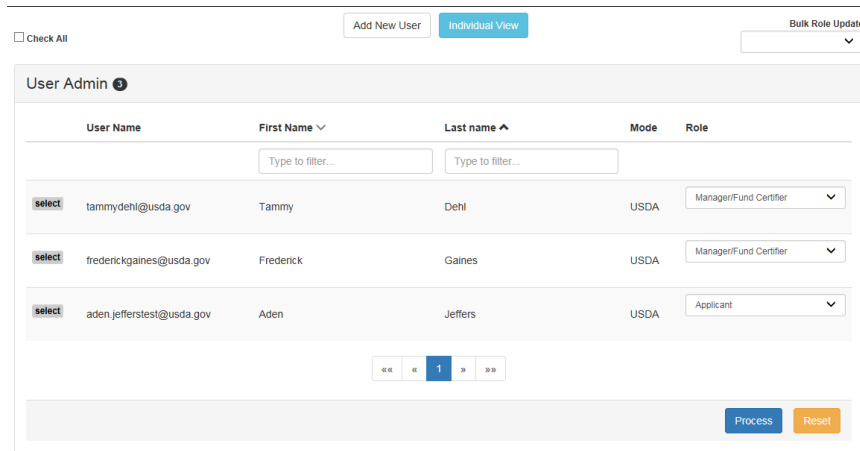 Add New User Individual View Bulk Role Update
Check All
User Admin 3
User Name First Name Last name Mode Role
Type to filter... Type to filter...
select tammydehl@usda.gov Tammy Dehl USDA Manager/Fund Certifier
select frederickgaines@usda.gov Frederick Gaines USDA Manager/Fund Certifier
select aden.jefferstest@usda.gov Aden Jeffers USDA Applicant
«« « 1 » »»
Process Reset